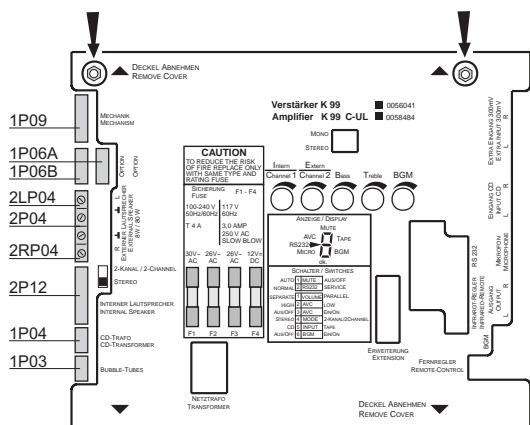 DECKEL ABNEHMEN
REMOVE COVER
DECKEL ABNEHMEN
REMOVE COVER
Verstärker K 99 0056041
Amplifier K 99 C-UL 0058484
MONO
STEREO
1P09
MECHANIK
MECHANISM
1P06A
1P06B
OPTION
OPTION
2LP04
2P04
2RP04
L
R
EXTERNER LAUTSPRECHER
EXTERNAL SPEAKER
8W / 80 W
2-KANAL / 2-CHANNEL
STEREO
2P12
INTERNER LAUTSPRECHER
INTERNAL SPEAKER
1P04
CD-TRAFO
CD-TRANSFORMER
1P03
BUBBLE-TUBES
CAUTION
TO REDUCE THE RISK
OF FIRE REPLACE ONLY
WITH SAME TYPE AND
RATING FUSE
SICHERUNG F1 - F4
FUSE
100-240 V 117V
50Hz/60Hz 60Hz
T 4 A 3,0 AMP
250 V AC
SLOW BLOW
30V~ 26V~ 26V~ 12V=
AC AC AC DC
F1 F2 F3 F4
NETZTRAFO
TRANSFORMER
Intern Extern
Channel 1 Channel 2 Bass Treble BGM
ANZEIGE / DISPLAY
MUTE
AVC TAPE
RS232
MICRO BGM
ok.
SCHALTER / SWITCHES
AUTO 1 MUTE AUS/OFF
NORMAL 2 RS232 SERVICE
SEPARATE 1 VOLUME PARALLEL
HIGH 2 AVC LOW
AUS/OFF 3 AVC EIN/ON
STEREO 4 MODE 2-KANAL/2CHANNEL
CD 5 INPUT TAPE
AUS/OFF 6 BGM EIN/ON
ERWEITERUNG
EXTENSION
EXTRA EINGANG 300mV
EXTRA INPUT 300mV
L
R
EINGANG CD
INPUT CD
L
R
MIKROFON
MICROPHONE
RS 232
INFRAROT-REGLER
INFRARED-REMOTE
AUSGANG
OUTPUT
R
L
BGM
FERNREGLER
REMOTE-CONTROL